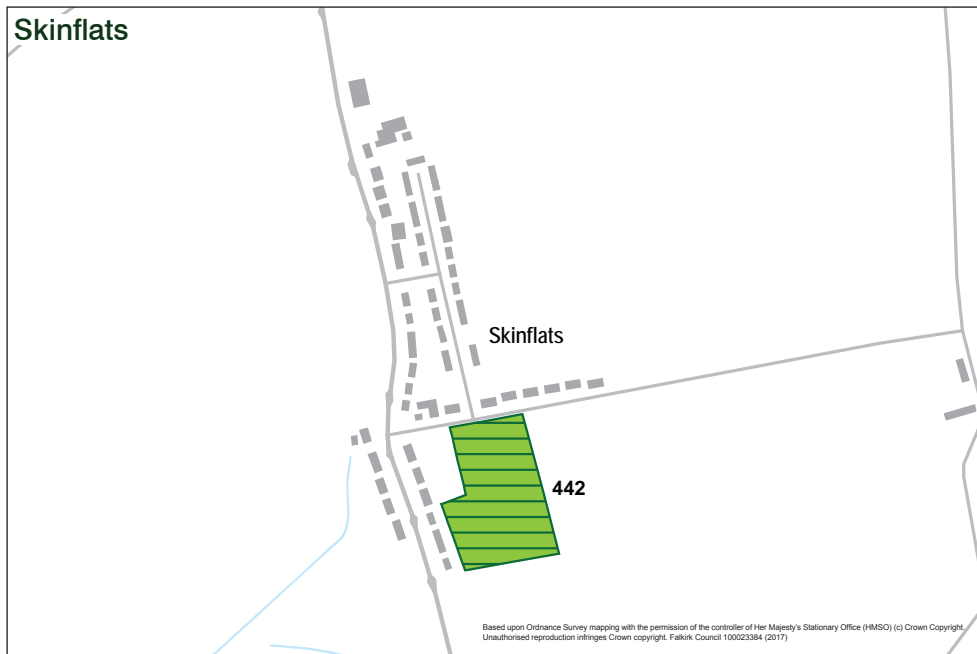 Skinflats
Skinflats
442
Based upon Ordnance Survey mapping with the permission of the controller of Her Majesty's Stationary Office (HMSO) (c) Crown Copyright.
Unauthorised reproduction infringes Crown copyright. Falkirk Council 100023384 (2017)